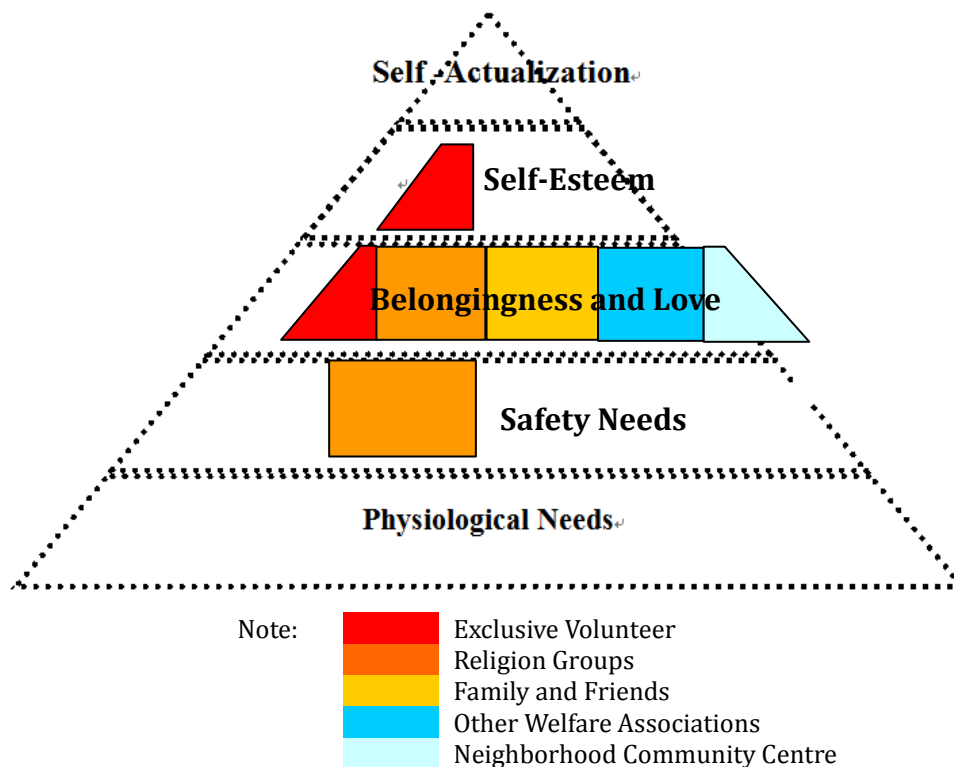 Self -Actualization
Self-Esteem
Belongingness and Love
Safety Needs
Physiological Needs
Note:
Exclusive Volunteer
Religion Groups
Family and Friends
Other Welfare Associations
Neighborhood Community Centre